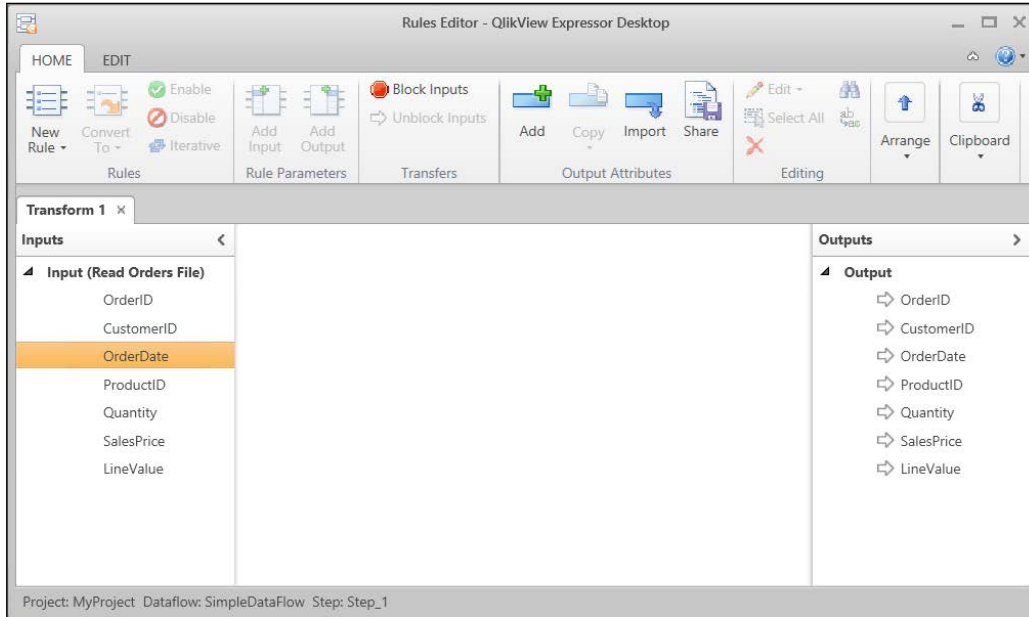 Rules Editor - QlikView Expressor Desktop
HOME EDIT
New Rule
Convert To
Enable
Disable
Iterative
Rules
Add Input
Add Output
Rule Parameters
Block Inputs
Unblock Inputs
Transfers
Add
Copy
Import
Share
Output Attributes
Edit
Select All
Editing
Arrange
Clipboard
Transform 1
Inputs
Input (Read Orders File)
OrderID
CustomerID
OrderDate
ProductID
Quantity
SalesPrice
LineValue
Outputs
Output
OrderID
CustomerID
OrderDate
ProductID
Quantity
SalesPrice
LineValue
Project: MyProject Dataflow: SimpleDataFlow Step: Step_1